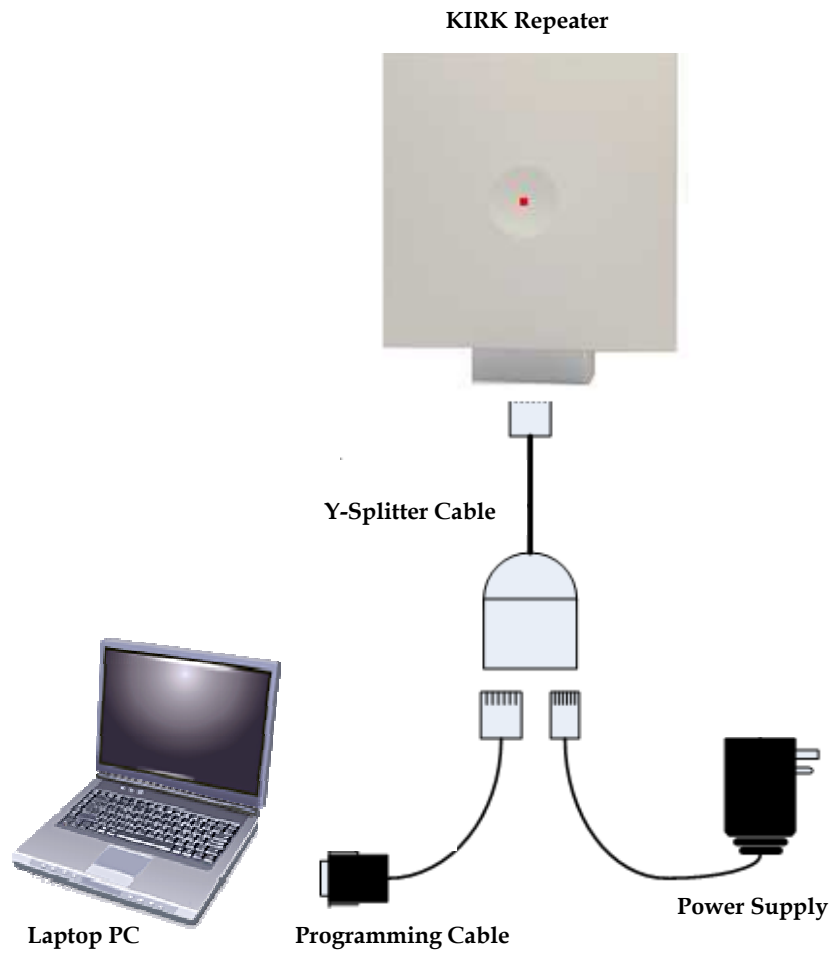 KIRK Repeater
Y-Splitter Cable
Power Supply
Laptop PC
Programming Cable